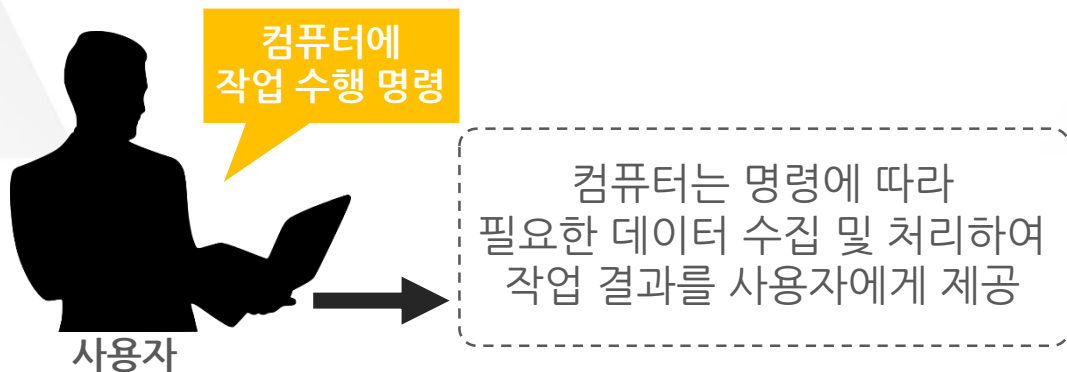 컴퓨터에
작업 수행 명령
컴퓨터는 명령에 따라
필요한 데이터 수집 및 처리하여
작업 결과를 사용자에게 제공
사용자